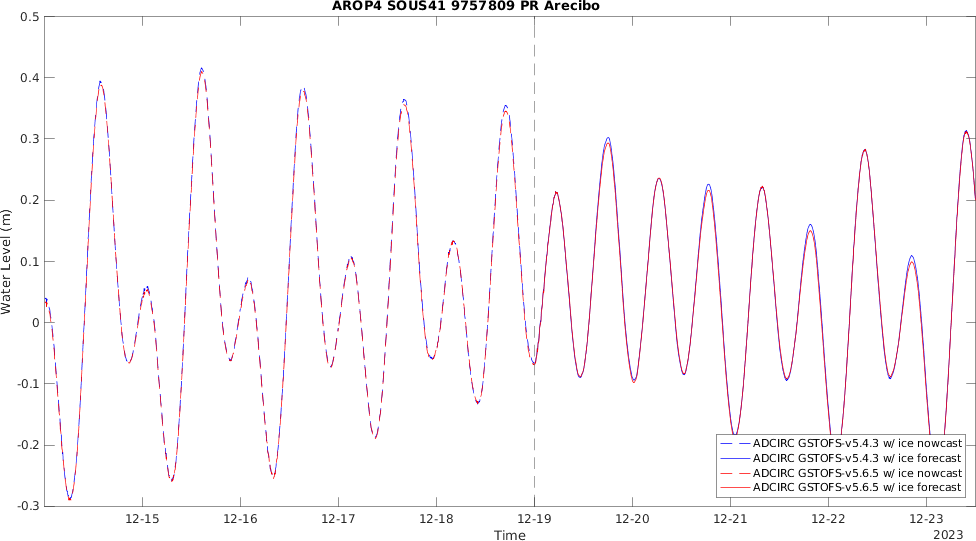 AROP4 SOUS41 9757809 PR Arecibo
0.5
0.4
0.3
0.2
0.1
0
-0.1
-0.2
-0.3
Water Level (m)
ADCIRC GSTOFS-v5.4.3 w/ ice nowcast
ADCIRC GSTOFS-v5.4.3 w/ ice forecast
ADCIRC GSTOFS-v5.6.5 w/ ice nowcast
ADCIRC GSTOFS-v5.6.5 w/ ice forecast
12-15 12-16 12-17 12-18 12-19 12-20 12-21 12-22 12-23
Time
2023